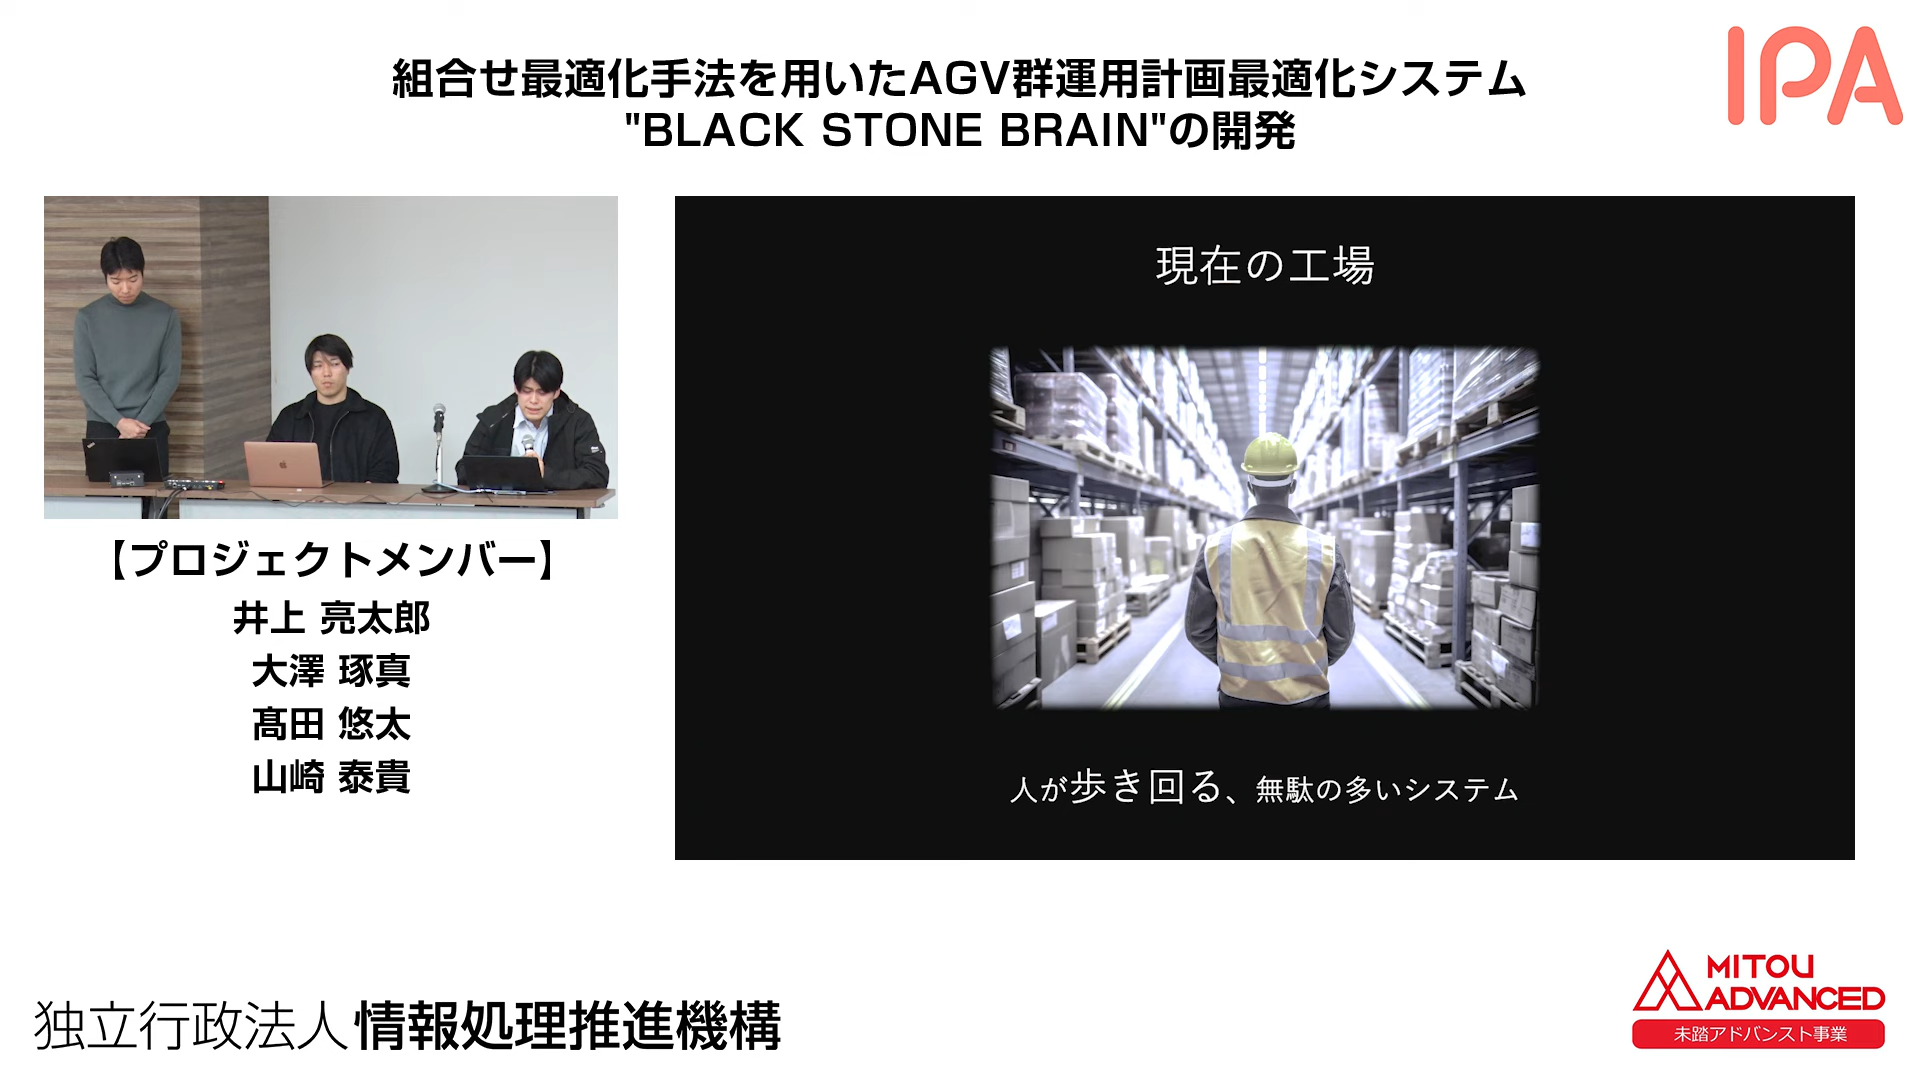 組合せ最適化手法を用いたAGV群運用計画最適化システム
"BLACK STONE BRAIN"の開発
IPA
【プロジェクトメンバー】
井上 亮太郎
大澤 琢真
髙田 悠太
山崎 泰貴
現在の工場
人が歩き回る、無駄の多いシステム
独立行政法人情報処理推進機構
MITOU
ADVANCED
未踏アドバンスト事業